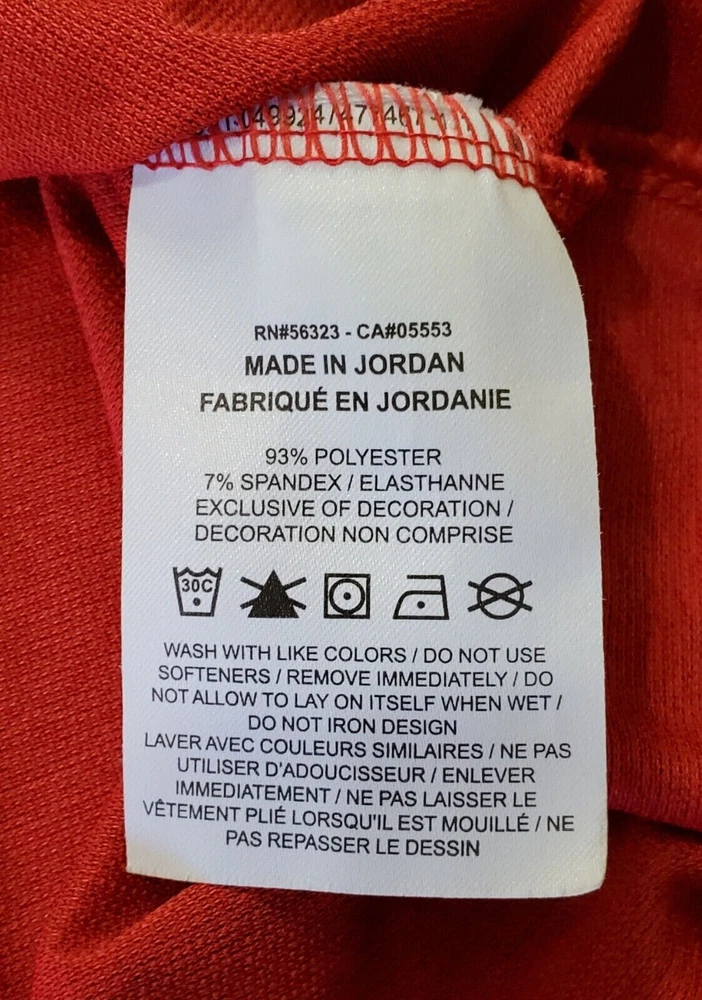 RN#56323 - CA#05553
MADE IN JORDAN
FABRIQUÉ EN JORDANIE
93% POLYESTER
7% SPANDEX / ELASTHANNE
EXCLUSIVE OF DECORATION /
DECORATION NON COMPRISE
30C
WASH WITH LIKE COLORS / DO NOT USE
SOFTENERS / REMOVE IMMEDIATELY / DO
NOT ALLOW TO LAY ON ITSELF WHEN WET /
DO NOT IRON DESIGN
LAVER AVEC COULEURS SIMILAIRES / NE PAS
UTILISER D'ADOUCISSEUR / ENLEVER
IMMEDIATEMENT / NE PAS LAISSER LE
VÊTEMENT PLIÉ LORSQU'IL EST MOUILLÉ / NE
PAS REPASSER LE DESSIN